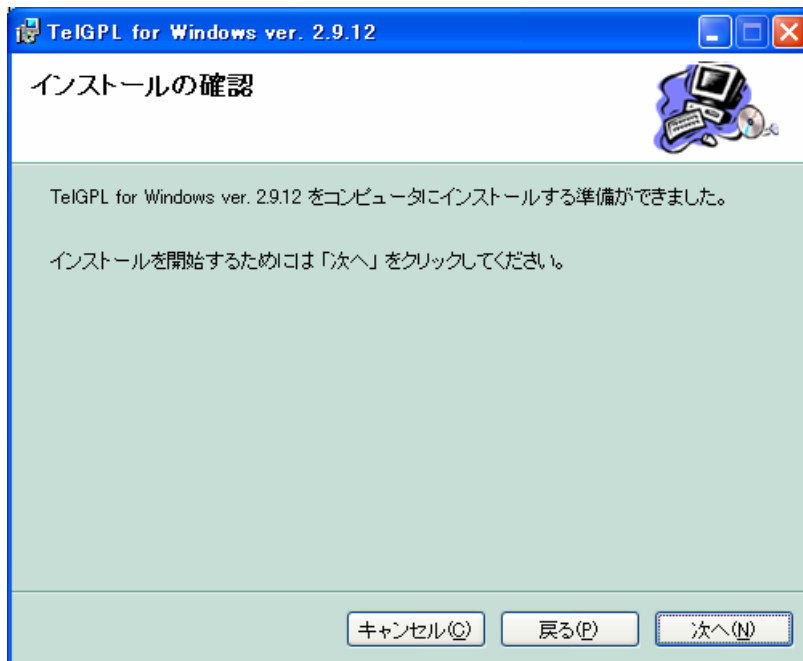 TelGPL for Windows ver. 2.9.12
インストールの確認
TelGPL for Windows ver. 2.9.12 をコンピュータにインストールする準備ができました。
インストールを開始するためには「次へ」をクリックしてください。
キャンセル(C) 戻る(P) 次へ(N)